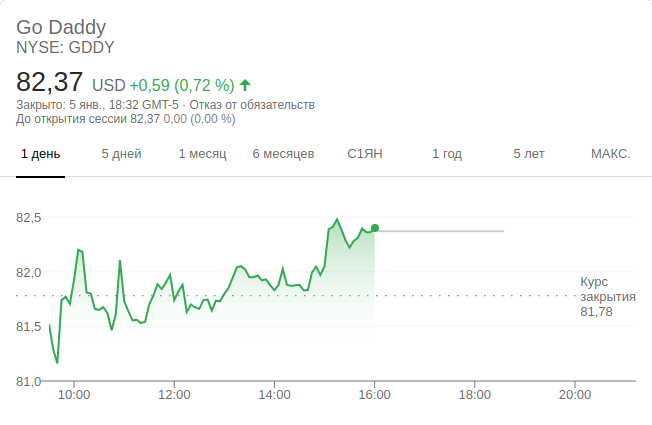 Go Daddy
NYSE: GDDY
82,37 USD +0,59 (0,72 %)
Закрыто: 5 янв., 18:32 GMT-5 · Отказ от обязательств
До открытия сессии 82,37 0,00 (0,00 %)
1 день 5 дней 1 месяц 6 месяцев С1ЯН 1 год 5 лет МАКС.
82,5
82,0
Курс
закрытия
81,78
81,5
81,0
10:00 12:00 14:00 16:00 18:00 20:00